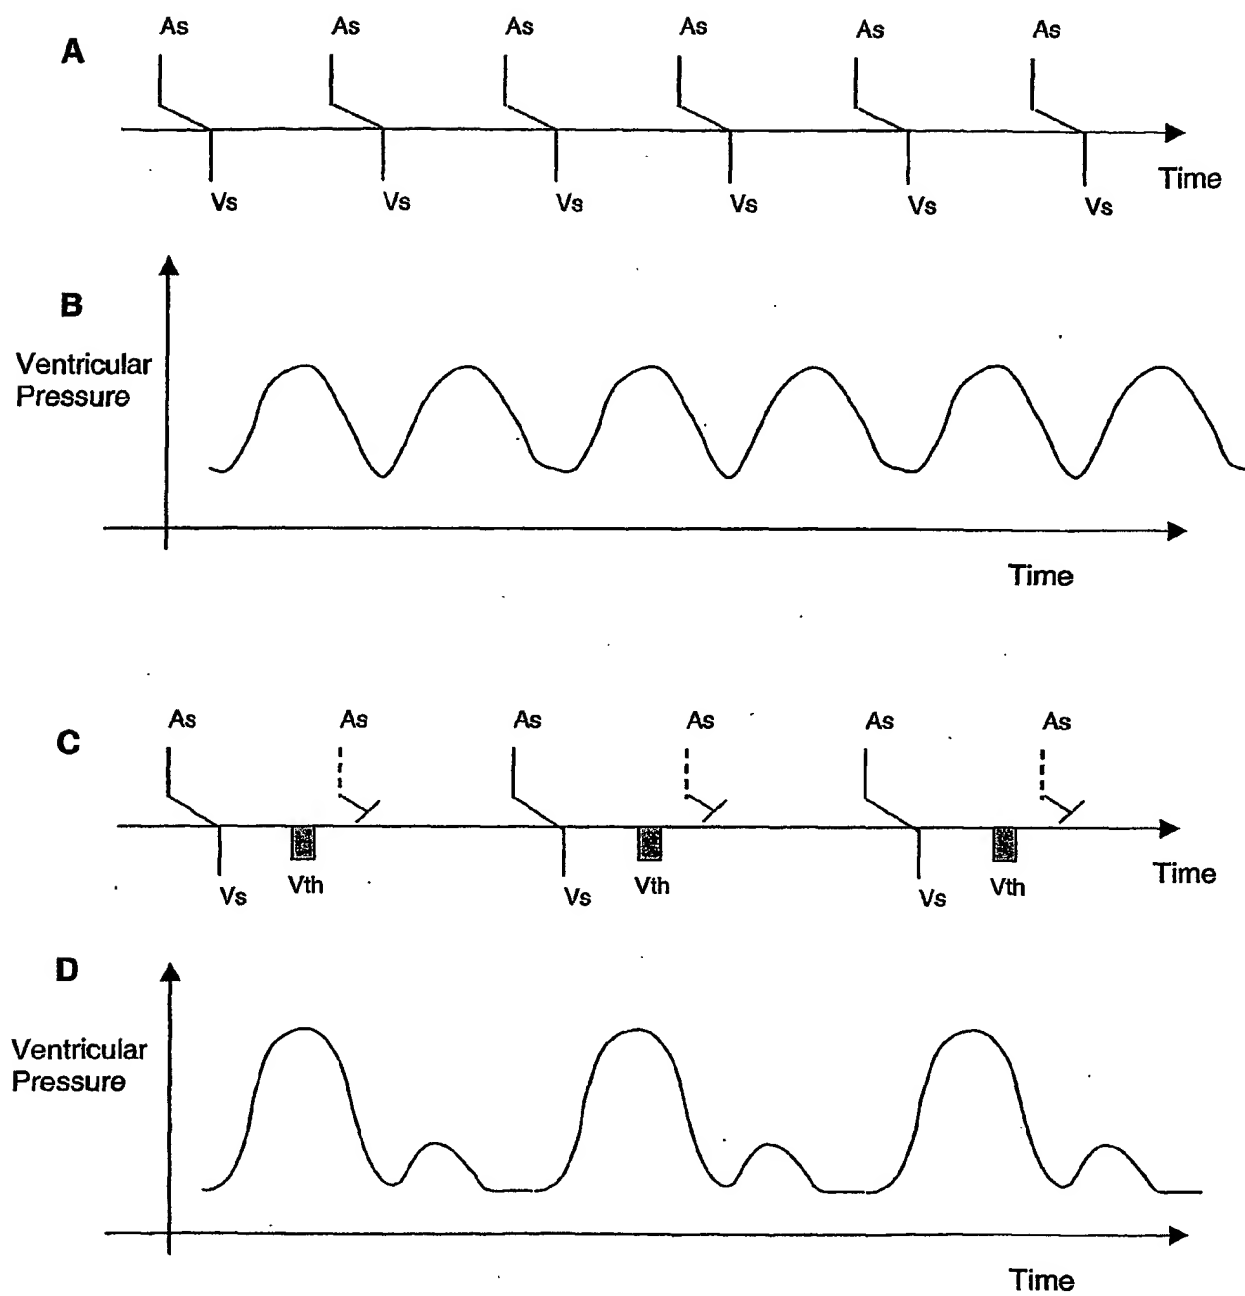 A
As As As As As As
Vs Vs Vs Vs Vs Vs
Time
B
Ventricular
Pressure
Time
C
As As As As As As
Vs Vth Vs Vth Vs Vth
Time
D
Ventricular
Pressure
Time